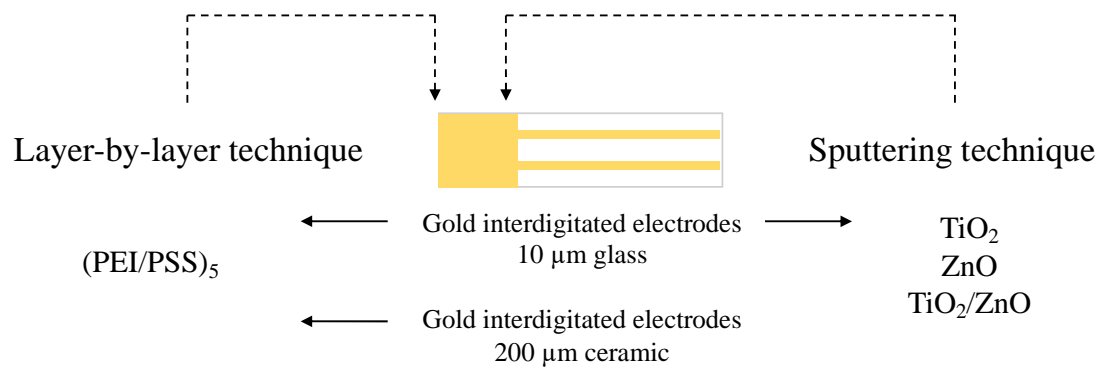 Layer-by-layer technique
Sputtering technique
Gold interdigitated electrodes
10 µm glass
(PEI/PSS)₅
TiO₂
ZnO
TiO₂/ZnO
Gold interdigitated electrodes
200 µm ceramic